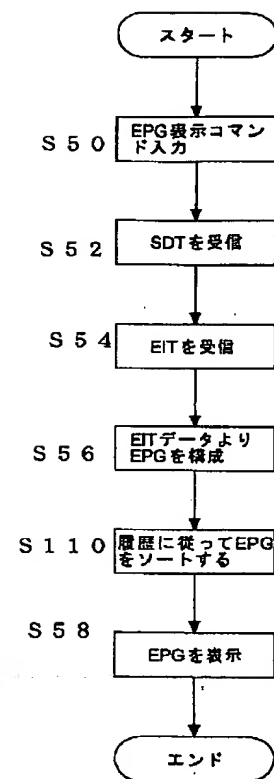 スタート
S50
EPG表示コマン
ド入力
S52
SDTを受信
S54
EITを受信
S56
EITデータより
EPGを構成
S110
履歴に従ってEPG
をソートする
S58
EPGを表示
エンド